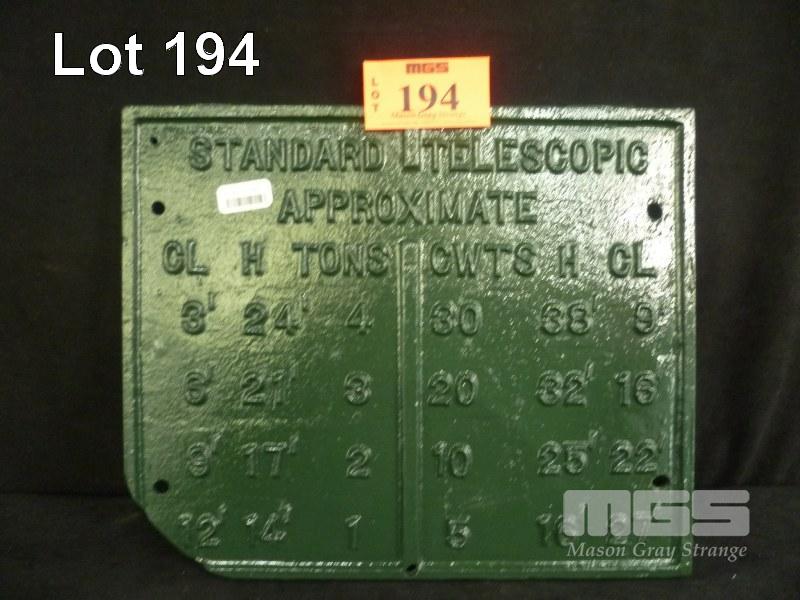 Lot 194
MGS
LOT
194
Mason Gray Strange
STANDARD TELESCOPIC
APPROXIMATE
CL H TONS CWTS H CL
3' 24' 4 30 38' 9'
6' 21' 3 20 32' 16
9' 17' 2 10 25' 22'
12' 14' 1 5
MGS
Mason Gray Strange